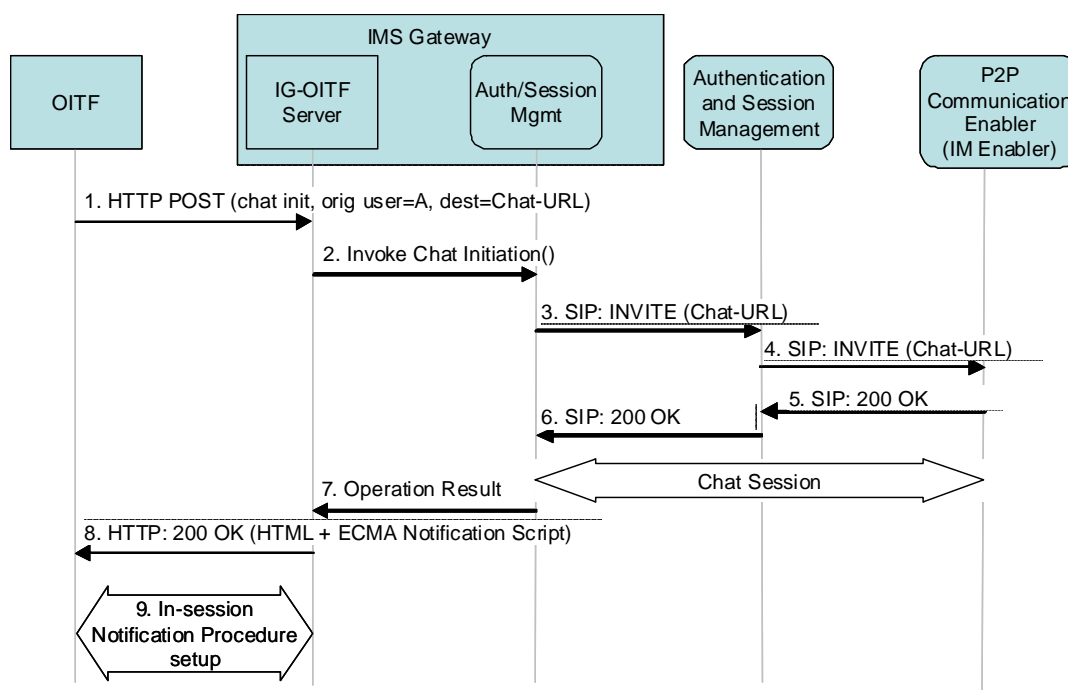 IMS Gateway
OITF
IG-OITF
Server
Auth/Session
Mgmt
Authentication
and Session
Management
P2P
Communication
Enabler
(IM Enabler)
1. HTTP POST (chat init, orig user=A, dest=Chat-URL)
2. Invoke Chat Initiation()
3. SIP: INVITE (Chat-URL)
4. SIP: INVITE (Chat-URL)
5. SIP: 200 OK
6. SIP: 200 OK
Chat Session
7. Operation Result
8. HTTP: 200 OK (HTML + ECMA Notification Script)
9. In-session
Notification Procedure
setup